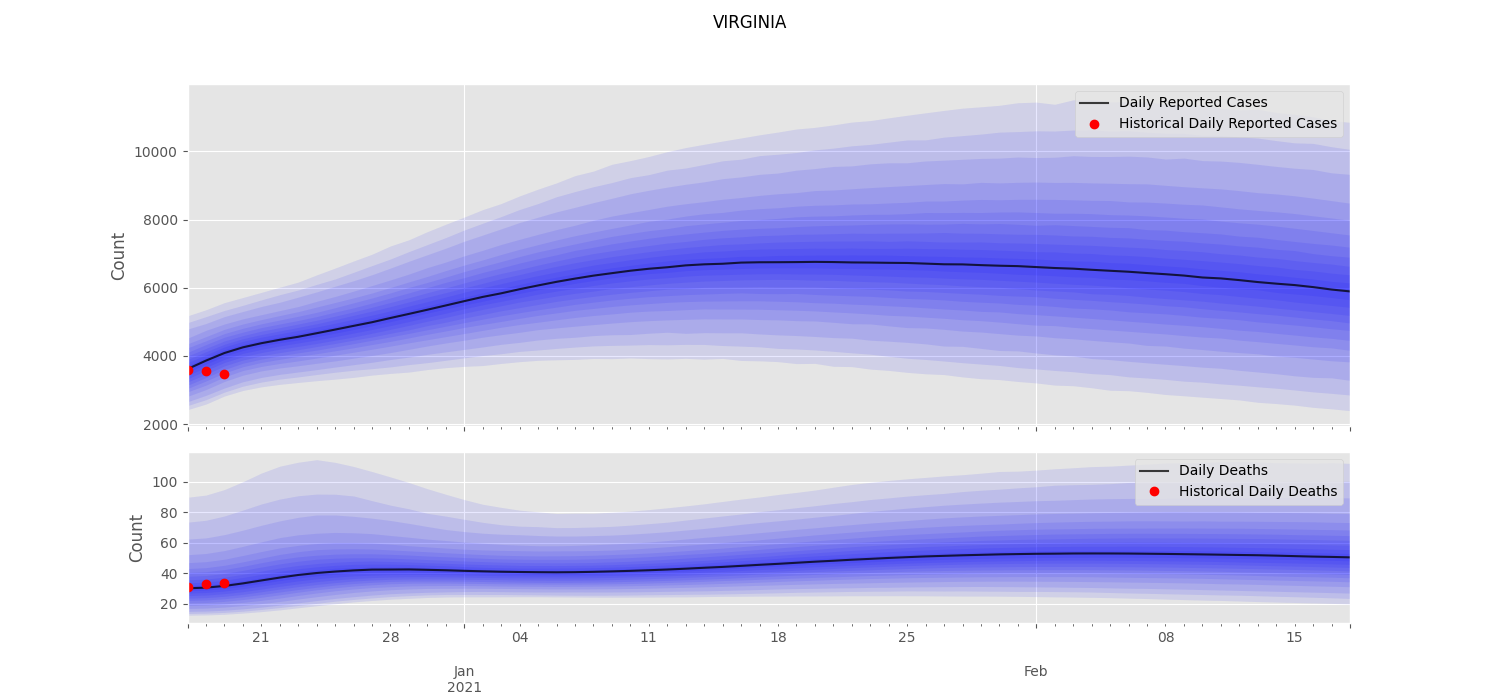 VIRGINIA
Daily Reported Cases
Historical Daily Reported Cases
10000
8000
6000
4000
2000
Count
Daily Deaths
Historical Daily Deaths
100
80
60
40
20
Count
21 28 04 11 18 25 08 15
Jan Feb
2021